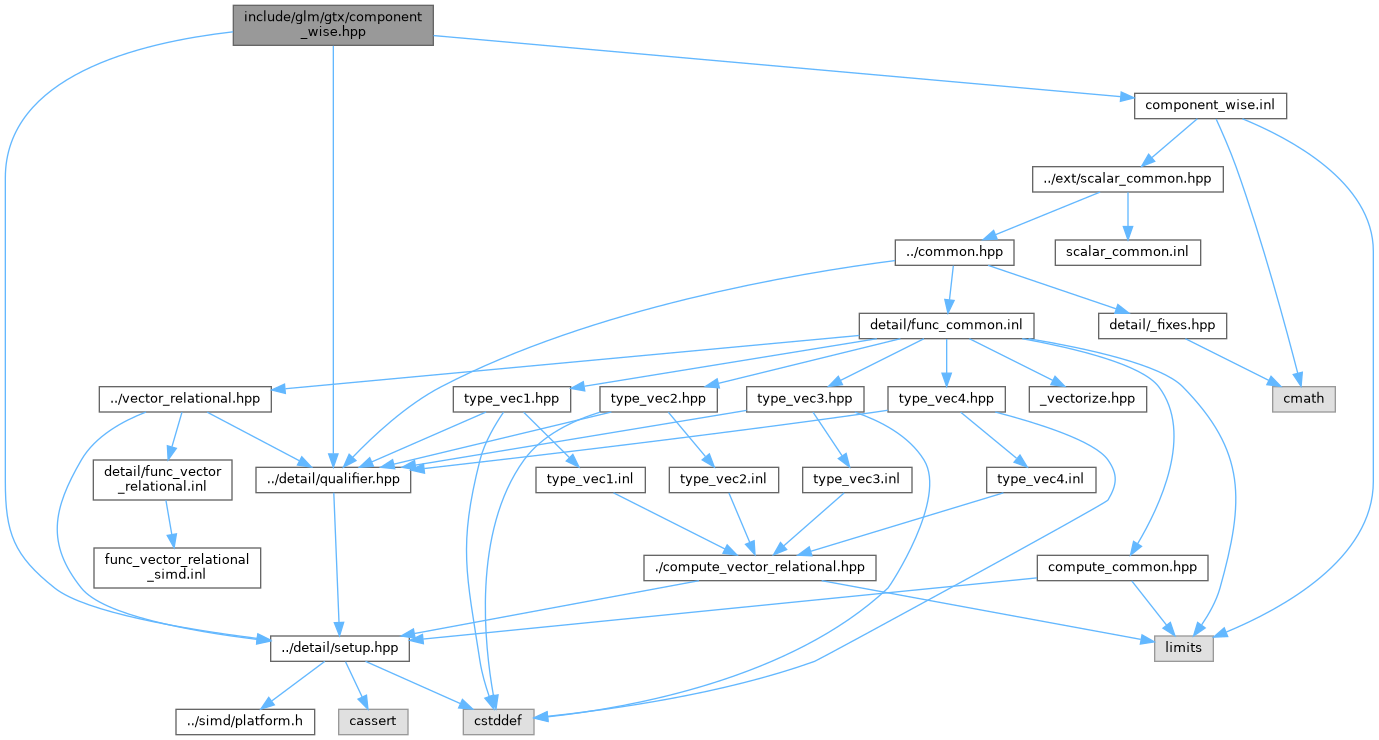 include/glm/gtx/component
_wise.hpp
component_wise.inl
../ext/scalar_common.hpp
../common.hpp
scalar_common.inl
detail/func_common.inl
detail/_fixes.hpp
../vector_relational.hpp
type_vec1.hpp
type_vec2.hpp
type_vec3.hpp
type_vec4.hpp
_vectorize.hpp
cmath
detail/func_vector
_relational.inl
../detail/qualifier.hpp
type_vec1.inl
type_vec2.inl
type_vec3.inl
type_vec4.inl
func_vector_relational
_simd.inl
./compute_vector_relational.hpp
compute_common.hpp
../detail/setup.hpp
limits
../simd/platform.h
cassert
cstddef